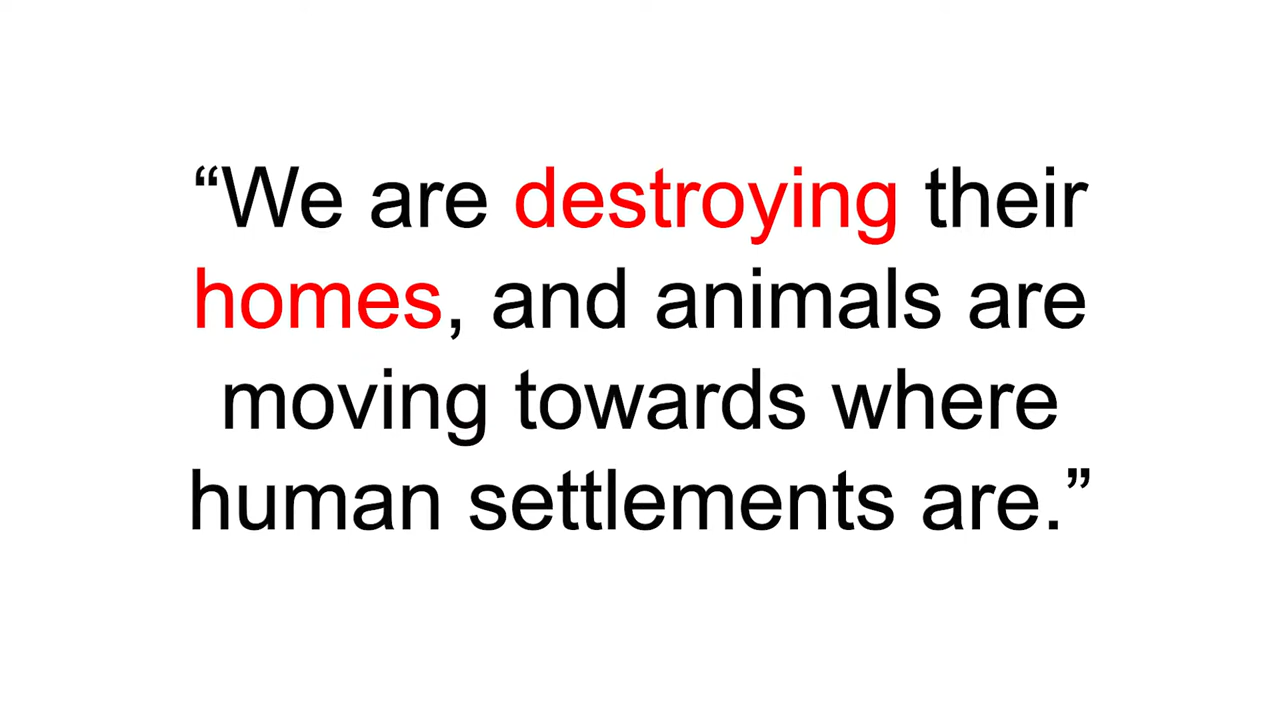 “We are destroying their
homes, and animals are
moving towards where
human settlements are.”